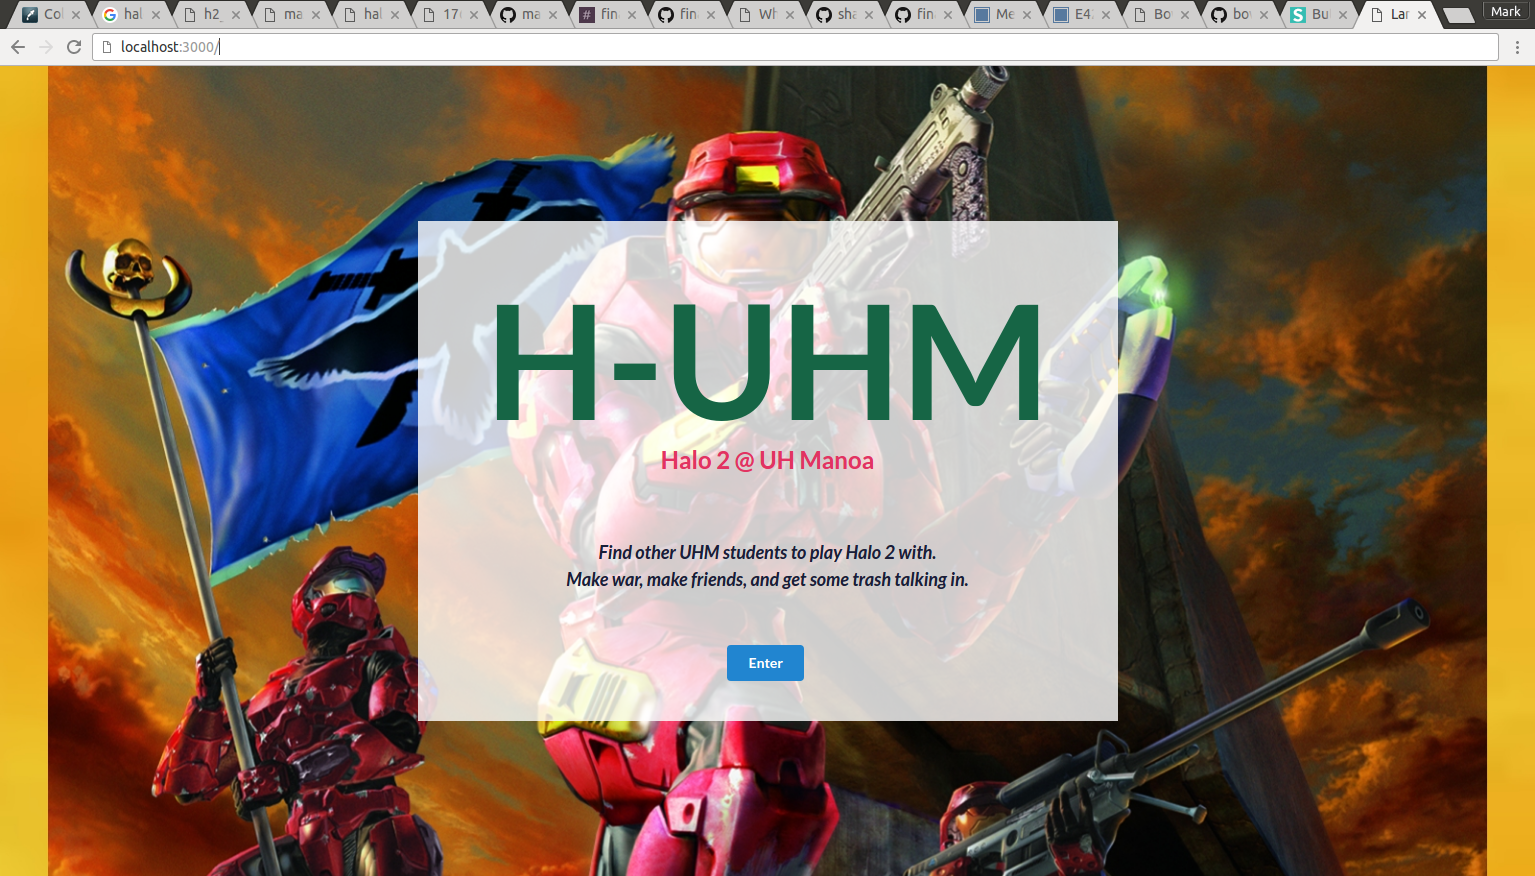 Col
hal
h2_
ma
hal
17
ma
fin
fin
Wh
sha
fin
Me
E4
Bo
bo
Bu
Lar
Mark
localhost:3000/
H-UHM
Halo 2 @ UH Manoa
Find other UHM students to play Halo 2 with.
Make war, make friends, and get some trash talking in.
Enter